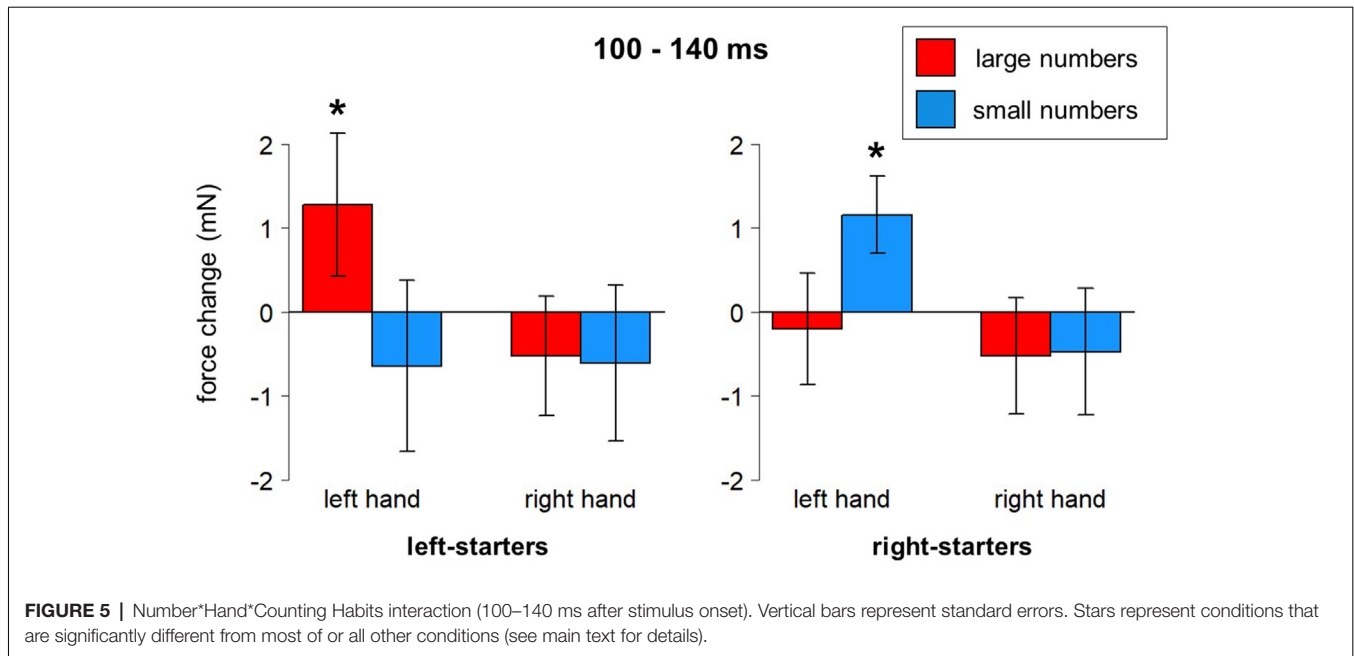 100 - 140 ms
large numbers
small numbers
*
*
force change (mN)
2
1
0
-1
-2
2
1
0
-1
-2
left hand
right hand
left hand
right hand
left-starters
right-starters
FIGURE 5 | Number*Hand*Counting Habits interaction (100–140 ms after stimulus onset). Vertical bars represent standard errors. Stars represent conditions that
are significantly different from most of or all other conditions (see main text for details).